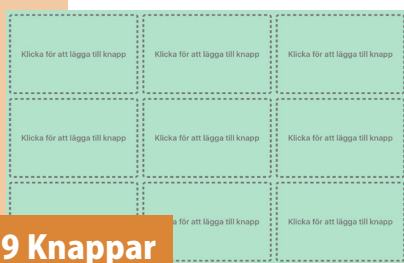 Klicka för att lägga till knapp Klicka för att lägga till knapp Klicka för att lägga till knapp
Klicka för att lägga till knapp Klicka för att lägga till knapp Klicka för att lägga till knapp
a för att lägga till knapp Klicka för att lägga till knapp
9 Knappar